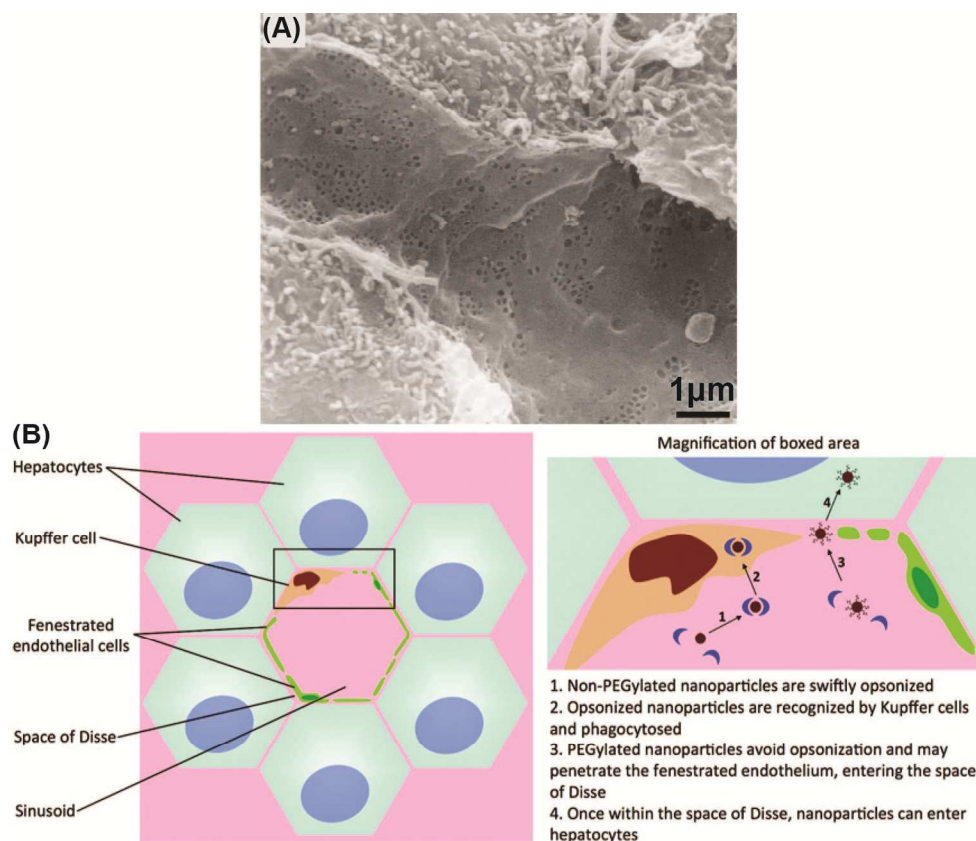 (A)
1μm
(B)
Hepatocytes
Kupffer cell
Fenestrated
endothelial cells
Space of Disse
Sinusoid
Magnification of boxed area
4
2
3
1
1. Non-PEGylated nanoparticles are swiftly opsonized
2. Opsonized nanoparticles are recognized by Kupffer cells
and phagocytosed
3. PEGylated nanoparticles avoid opsonization and may
penetrate the fenestrated endothelium, entering the space
of Disse
4. Once within the space of Disse, nanoparticles can enter
hepatocytes